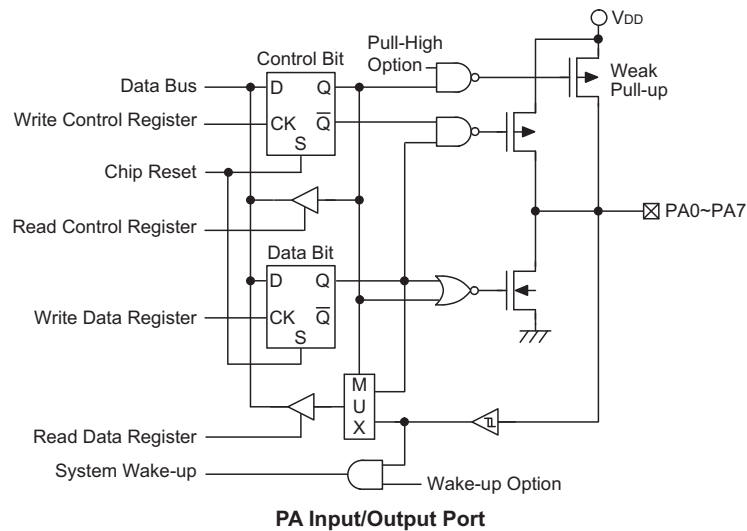 VDD
Control Bit
Pull-High
Option
Weak
Pull-up
Data Bus
D
Q
Write Control Register
CK
Q
S
Chip Reset
Read Control Register
PA0~PA7
Data Bit
D
Q
Write Data Register
CK
Q
S
M
U
X
Read Data Register
System Wake-up
Wake-up Option
PA Input/Output Port